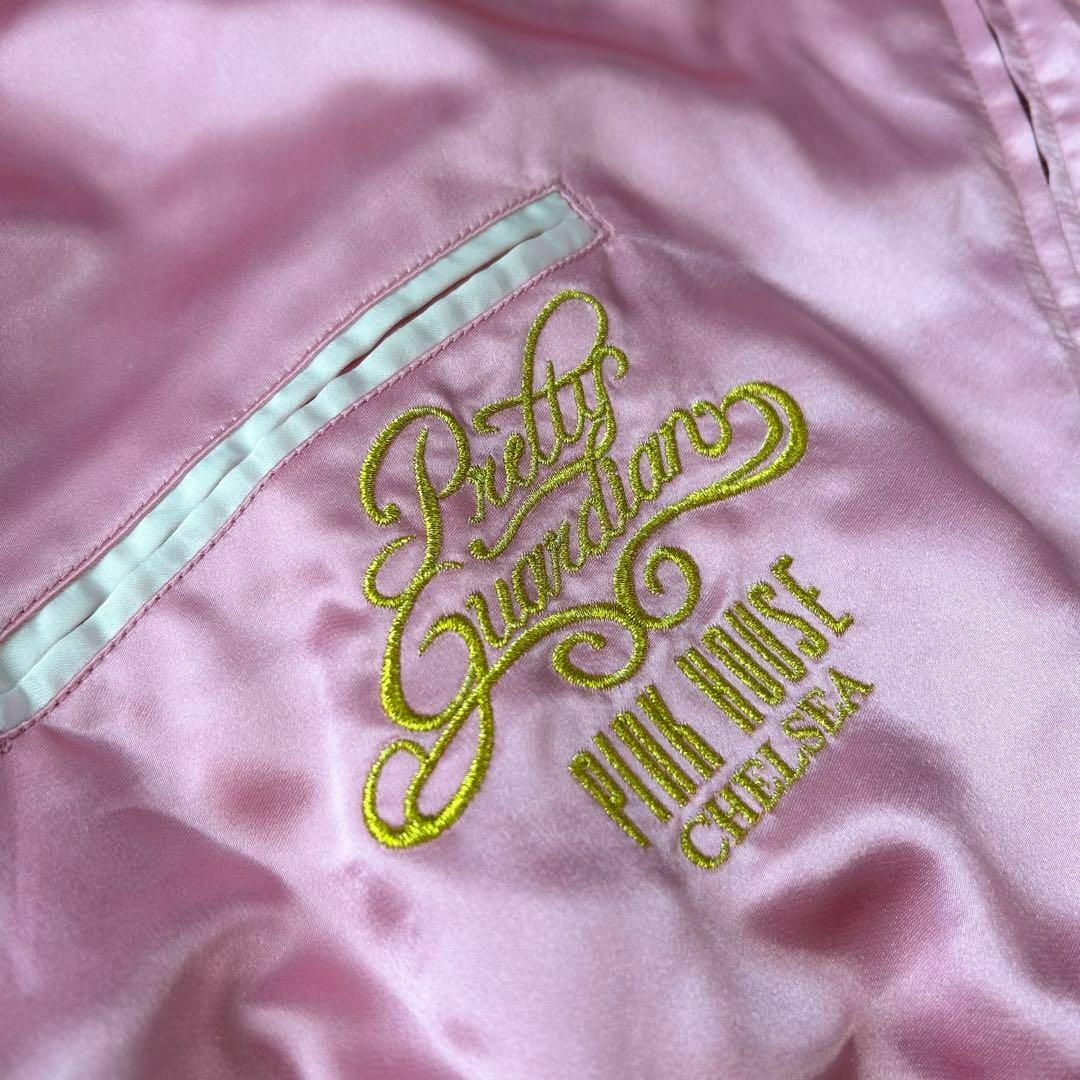 Pretty
Guardian
PINK HOUSE
CHELSEA